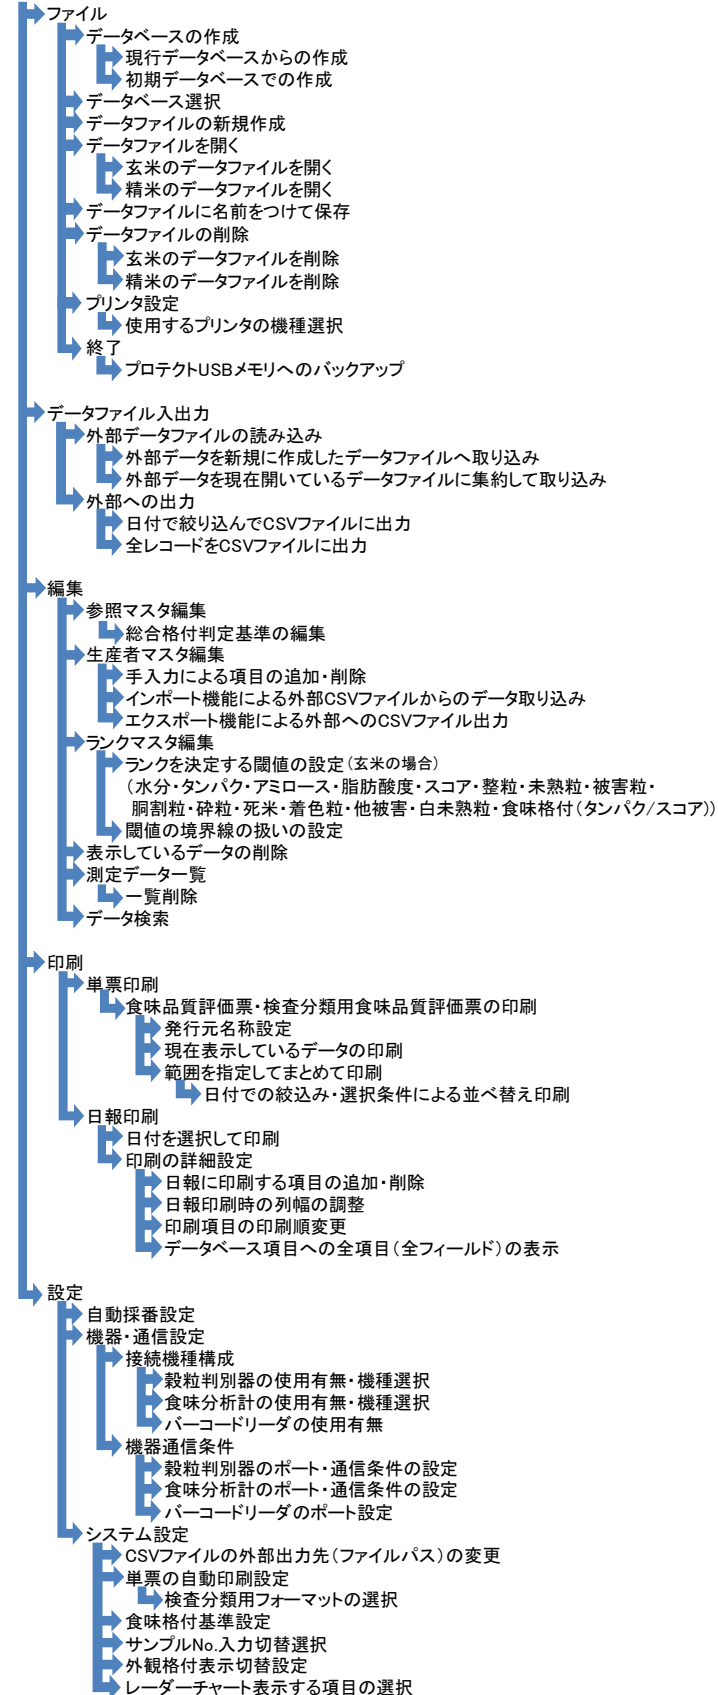 ファイル
データベースの作成
現行データベースからの作成
初期データベースでの作成
データベース選択
データファイルの新規作成
データファイルを開く
玄米のデータファイルを開く
精米のデータファイルを開く
データファイルに名前をつけて保存
データファイルの削除
玄米のデータファイルを削除
精米のデータファイルを削除
プリンタ設定
使用するプリンタの機種選択
終了
プロテクトUSBメモリへのバックアップ
データファイル入出力
外部データファイルの読み込み
外部データを新規に作成したデータファイルへ取り込み
外部データを現在開いているデータファイルに集約して取り込み
外部への出力
日付で絞り込んでCSVファイルに出力
全レコードをCSVファイルに出力
編集
参照マスタ編集
総合格付判定基準の編集
生産者マスタ編集
手入力による項目の追加・削除
インポート機能による外部CSVファイルからのデータ取り込み
エクスポート機能による外部へのCSVファイル出力
ランクマスタ編集
ランクを決定する閾値の設定(玄米の場合)
(水分・タンパク・アミロース・脂肪酸度・スコア・整粒・未熟粒・被害粒・
胴割粒・砕粒・死米・着色粒・他被害・白未熟粒・食味格付(タンパク/スコア))
閾値の境界線の扱いの設定
表示しているデータの削除
測定データ一覧
一覧削除
データ検索
印刷
単票印刷
食味品質評価票・検査分類用食味品質評価票の印刷
発行元名称設定
現在表示しているデータの印刷
範囲を指定してまとめて印刷
日付での絞込み・選択条件による並べ替え印刷
日報印刷
日付を選択して印刷
印刷の詳細設定
日報に印刷する項目の追加・削除
日報印刷時の列幅の調整
印刷項目の印刷順変更
データベース項目への全項目(全フィールド)の表示
設定
自動採番設定
機器・通信設定
接続機種構成
穀粒判別器の使用有無・機種選択
食味分析計の使用有無・機種選択
バーコードリーダの使用有無
機器通信条件
穀粒判別器のポート・通信条件の設定
食味分析計のポート・通信条件の設定
バーコードリーダのポート設定
システム設定
CSVファイルの外部出力先(ファイルパス)の変更
単票の自動印刷設定
検査分類用フォーマットの選択
食味格付基準設定
サンプルNo.入力切替選択
外観格付表示切替設定
レーダーチャート表示する項目の選択